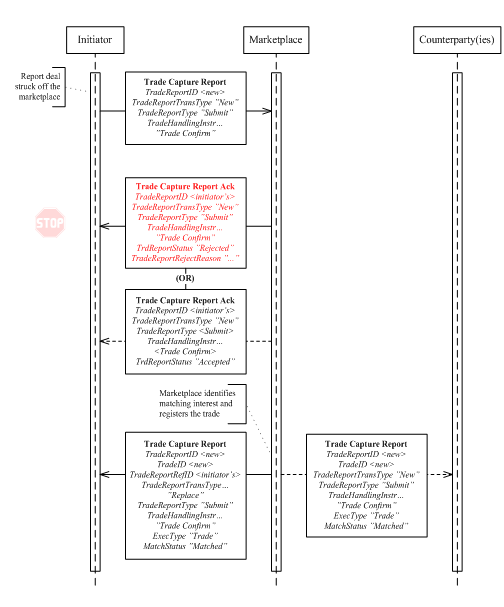 Initiator
Marketplace
Counterparty(ies)
Report deal
struck off the
marketplace
Trade Capture Report
TradeReportID <new>
TradeReportTransType "New"
TradeReportType "Submit"
TradeHandlingInstr...
"Trade Confirm"
STOP
Trade Capture Report Ack
TradeReportID <initiator's>
TradeReportTransType "New"
TradeReportType "Submit"
TradeHandlingInstr...
"Trade Confirm"
TrdReportStatus "Rejected"
TradeReportRejectReason "..."
(OR)
Trade Capture Report Ack
TradeReportID <initiator's>
TradeReportTransType "New"
TradeReportType <Submit>
TradeHandlingInstr...
<Trade Confirm>
TrdReportStatus "Accepted"
Marketplace identifies
matching interest and
registers the trade
Trade Capture Report
TradeReportID <new>
TradeID <new>
TradeReportRefID <initiator's>
TradeReportTransType...
"Replace"
TradeReportType "Submit"
TradeHandlingInstr...
"Trade Confirm"
ExecType "Trade"
MatchStatus "Matched"
Trade Capture Report
TradeReportID <new>
TradeID <new>
TradeReportTransType "New"
TradeReportType "Submit"
TradeHandlingInstr...
"Trade Confirm"
ExecType "Trade"
MatchStatus "Matched"